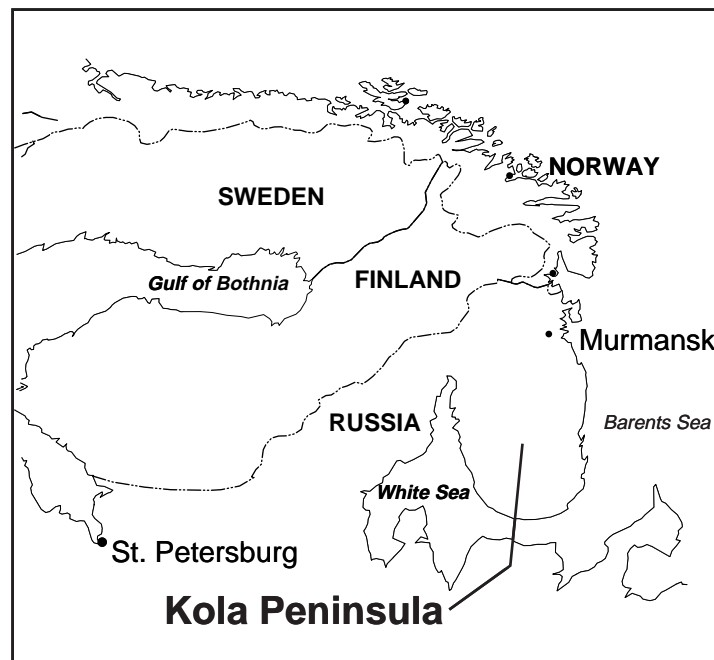 NORWAY
SWEDEN
Gulf of Bothnia
FINLAND
Murmansk
RUSSIA
Barents Sea
White Sea
St. Petersburg
Kola Peninsula